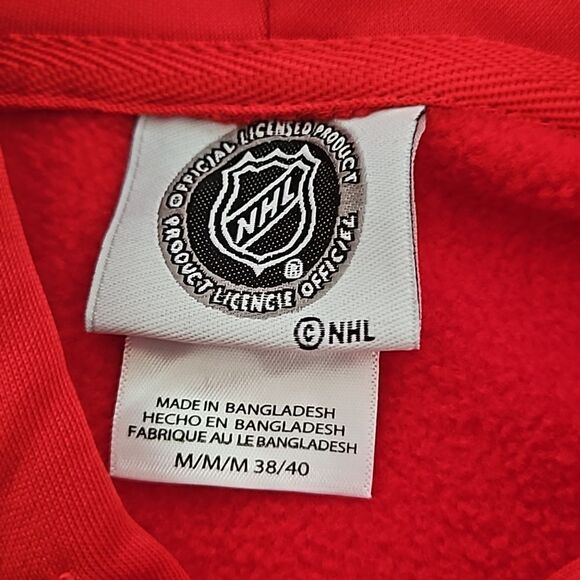 ® OFFICIAL LICENSED PRODUCT
NHL
PRODUCT LICENCIE OFFICIEL
© NHL
MADE IN BANGLADESH
HECHO EN BANGLADESH
FABRIQUE AU LE BANGLADESH
M/M/M 38/40